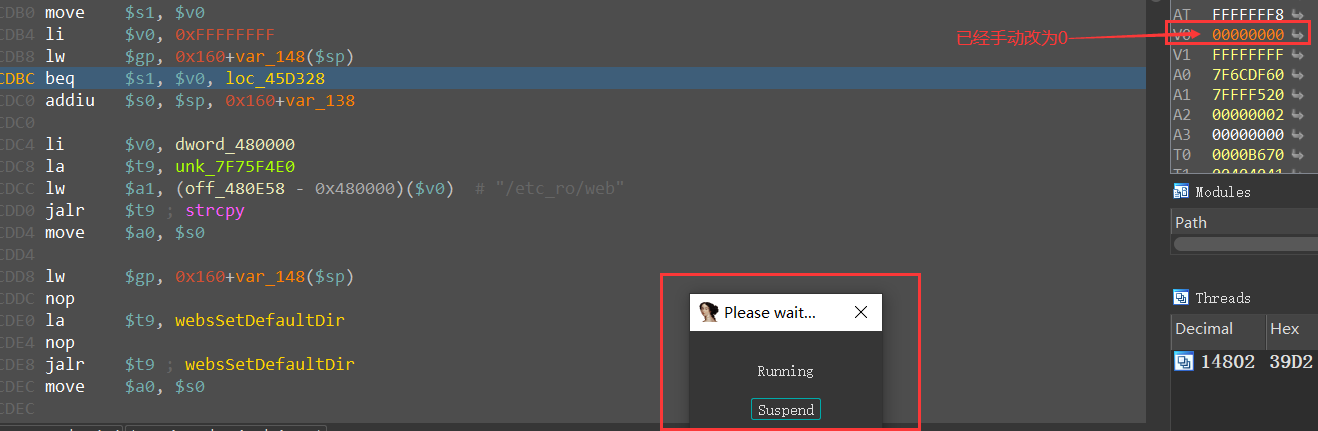 CDB0 move $s1, $v0
CDB4 li $v0, 0xFFFFFFFF
CDB8 lw $gp, 0x160+var_148($sp)
CDBC beq $s1, $v0, loc_45D328
CDC0 addiu $s0, $sp, 0x160+var_138
CDC0
CDC4 li $v0, dword_480000
CDC8 la $t9, unk_7F75F4E0
CDCC lw $a1, (off_480E58 - 0x480000)($v0) # "/etc_ro/web"
CDD0 jalr $t9 ; strcpy
CDD4 move $a0, $s0
CDD4
CDD8 lw $gp, 0x160+var_148($sp)
CDDC nop
CDE0 la $t9, websSetDefaultDir
CDE4 nop
CDE8 jalr $t9 ; websSetDefaultDir
CDEC move $a0, $s0
CDEC
已经手动改为0
Please wait...
Running
Suspend
AT FFFFFFF8
V0 00000000
V1 FFFFFFFF
A0 7F6CDF60
A1 7FFFF520
A2 00000002
A3 00000000
T0 0000B670
Modules
Path
Threads
Decimal Hex
14802 39D2